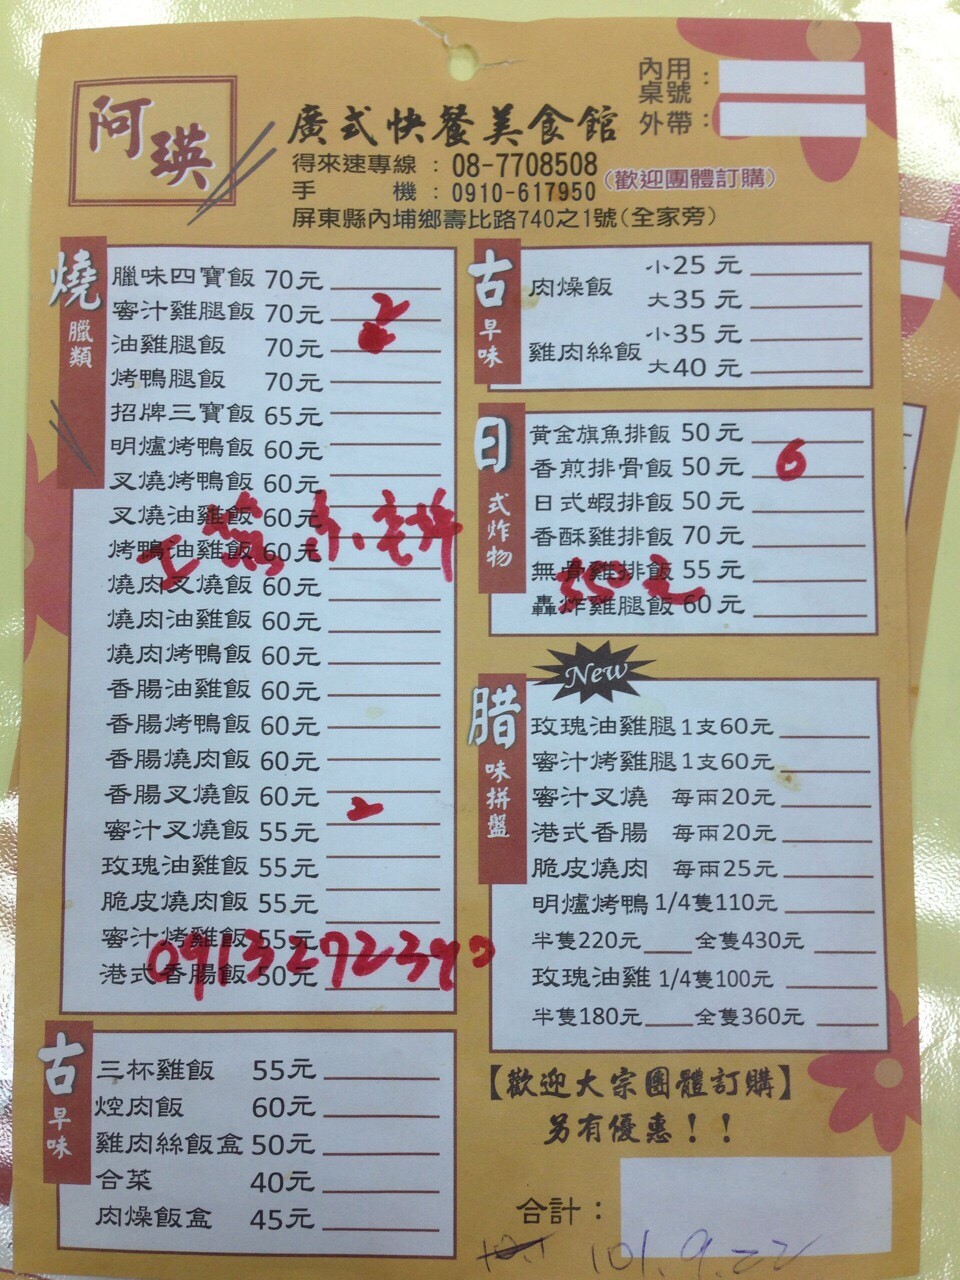 阿瑛
廣式快餐美食館
得來速專線：08-7708508
手機：0910-617950
(歡迎團體訂購)
屏東縣內埔鄉壽比路740之1號(全家旁)
內用桌號：
外帶：
燒臘類
臘味四寶飯 70元
蜜汁雞腿飯 70元 2
油雞腿飯 70元
烤鴨腿飯 70元
招牌三寶飯 65元
明爐烤鴨飯 60元
叉燒烤鴨飯 60元
叉燒油雞飯 60元
烤鴨油雞飯 60元
燒肉叉燒飯 60元
燒肉油雞飯 60元
燒肉烤鴨飯 60元
香腸油雞飯 60元
香腸烤鴨飯 60元
香腸燒肉飯 60元
香腸叉燒飯 60元
蜜汁叉燒飯 55元 2
玫瑰油雞飯 55元
脆皮燒肉飯 55元
蜜汁烤雞飯 55元
港式香腸飯 50元
古早味
三杯雞飯 55元
焢肉飯 60元
雞肉絲飯盒 50元
合菜 40元
肉燥飯盒 45元
古早味
肉燥飯 小25元
大35元
雞肉絲飯 小35元
大40元
日式炸物
黃金旗魚排飯 50元
香煎排骨飯 50元 6
日式蝦排飯 50元
香酥雞排飯 70元
無骨雞排飯 55元
轟炸雞腿飯 60元
550元
New
腊味拼盤
玫瑰油雞腿 1支60元
蜜汁烤雞腿 1支60元
蜜汁叉燒 每兩20元
港式香腸 每兩20元
脆皮燒肉 每兩25元
明爐烤鴨 1/4隻110元
半隻220元 全隻430元
玫瑰油雞 1/4隻100元
半隻180元 全隻360元
【歡迎大宗團體訂購】
另有優惠！！
合計：
101.9.22